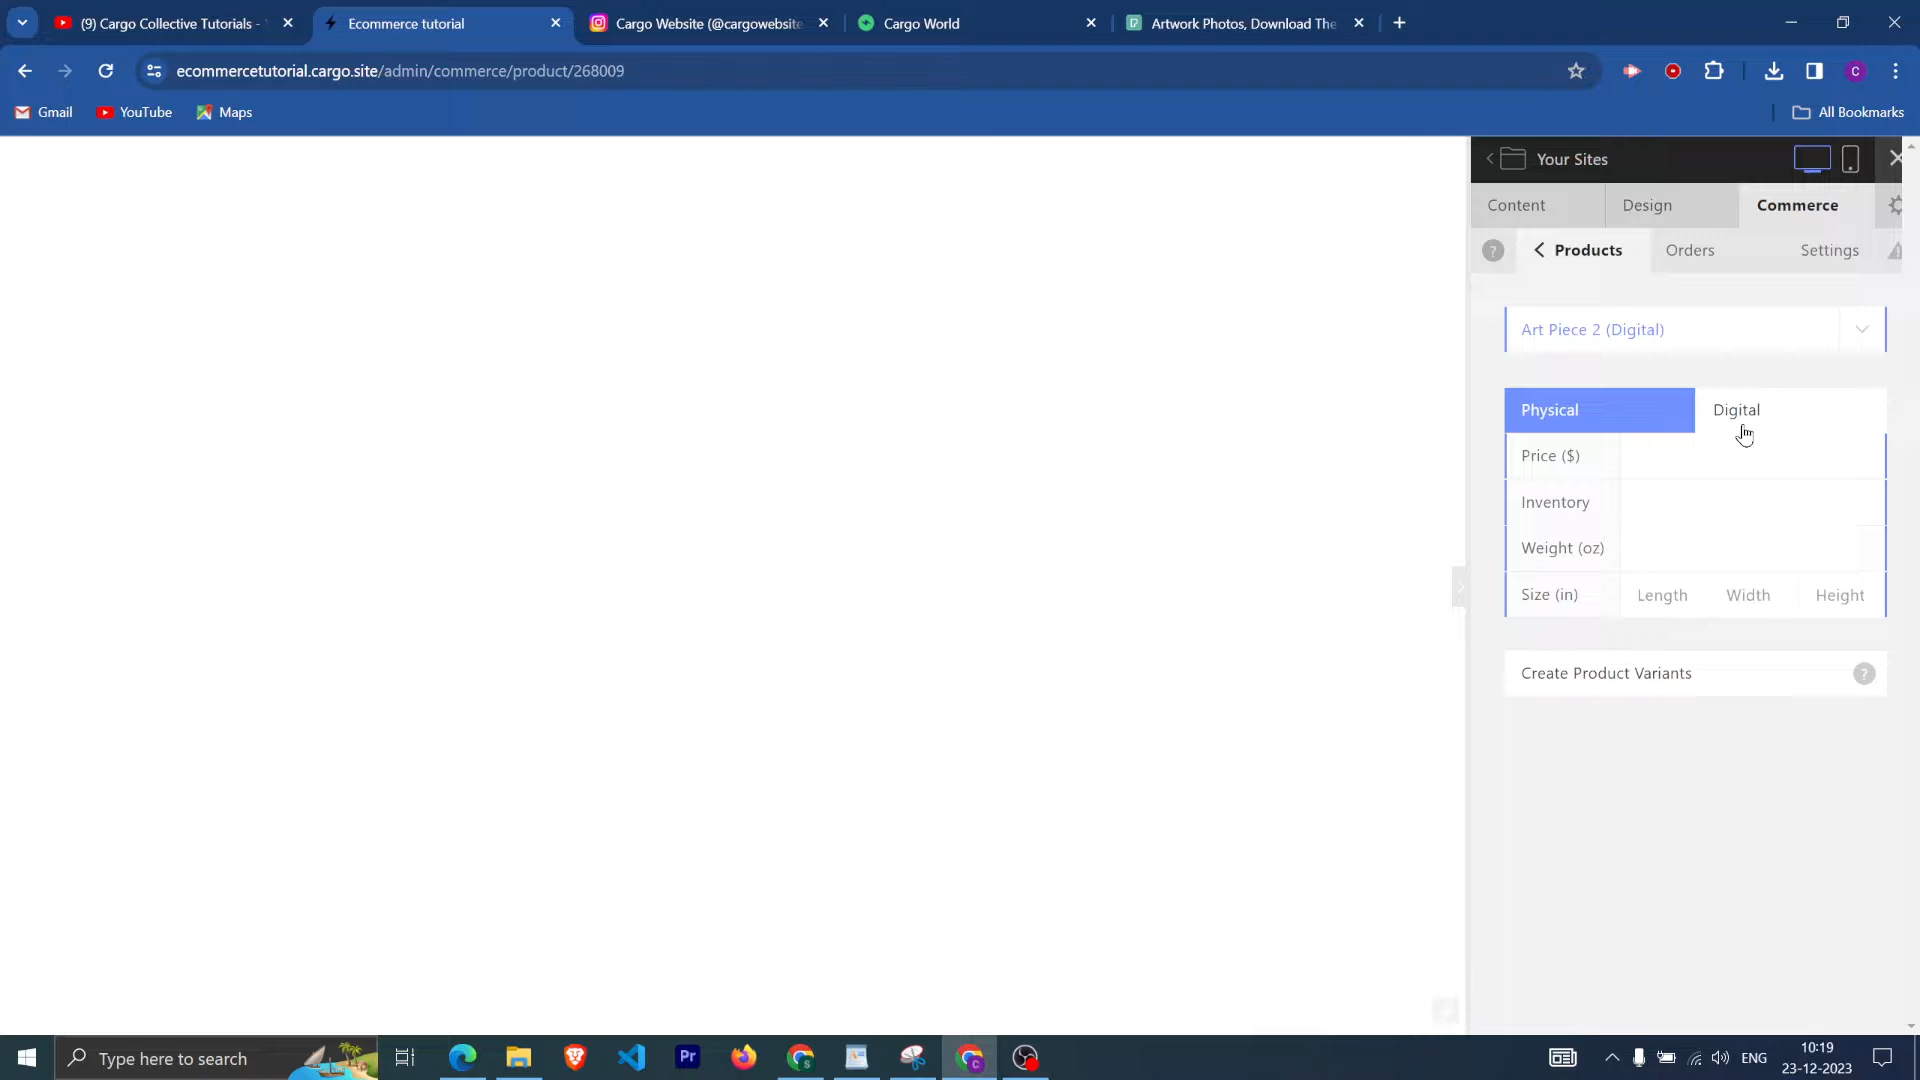 (9) Cargo Collective Tutorials -
Ecommerce tutorial
Cargo Website (@cargowebsite
Cargo World
Artwork Photos, Download The
ecommercetutorial.cargo.site/admin/commerce/product/268009
C
Gmail
YouTube
Maps
All Bookmarks
Your Sites
Content
Design
Commerce
?
Products
Orders
Settings
Art Piece 2 (Digital)
Physical
Digital
Price ($)
Inventory
Weight (oz)
Size (in)
Length
Width
Height
Create Product Variants
?
Type here to search
Pr
ENG
10:19
23-12-2023